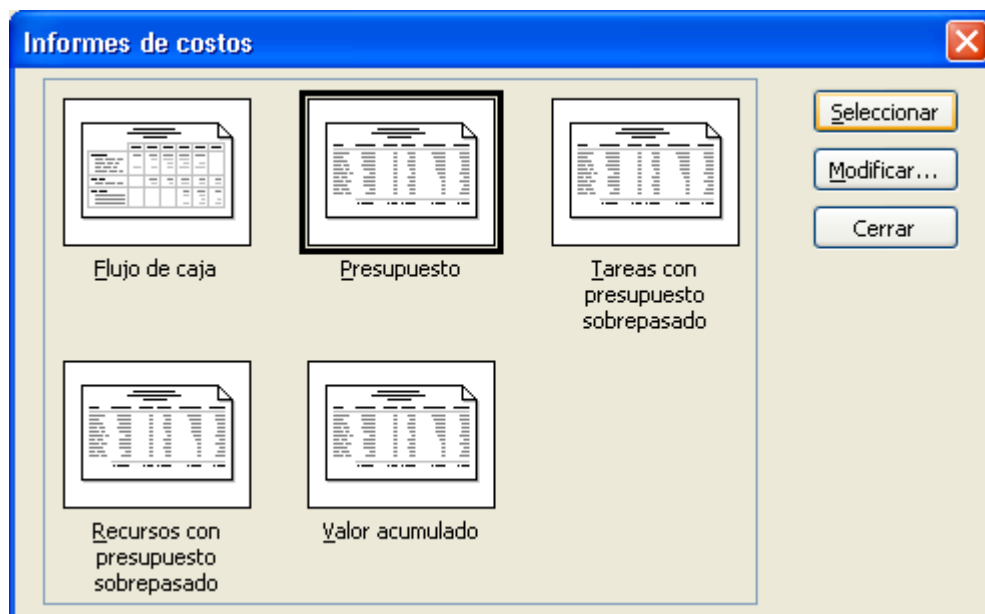 Informes de costos
Seleccionar
Modificar...
Cerrar
Flujo de caja
Presupuesto
Tareas con
presupuesto
sobrepasado
Recursos con
presupuesto
sobrepasado
Valor acumulado